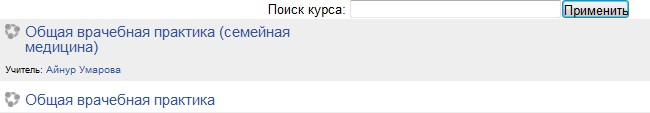 Поиск курса: Применить
Общая врачебная практика (семейная
медицина)
Учитель: Айнур Умарова
Общая врачебная практика